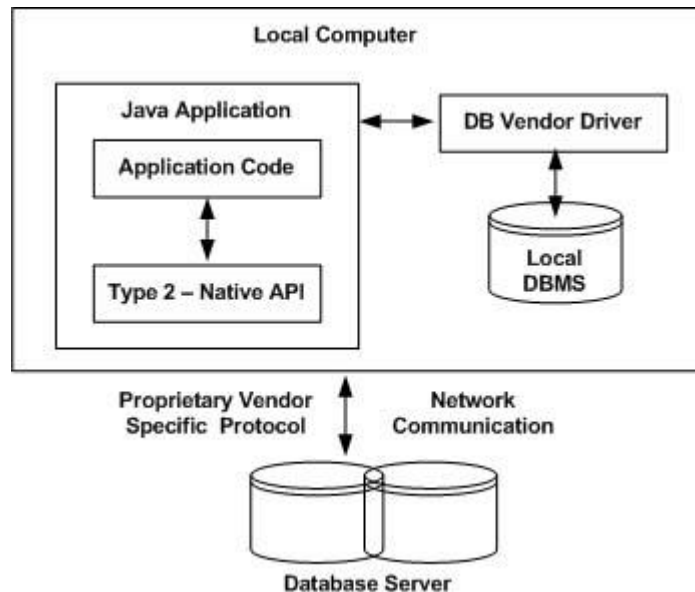 Local Computer
Java Application
DB Vendor Driver
Application Code
Local
DBMS
Type 2 – Native API
Proprietary Vendor
Specific Protocol
Network
Communication
Database Server